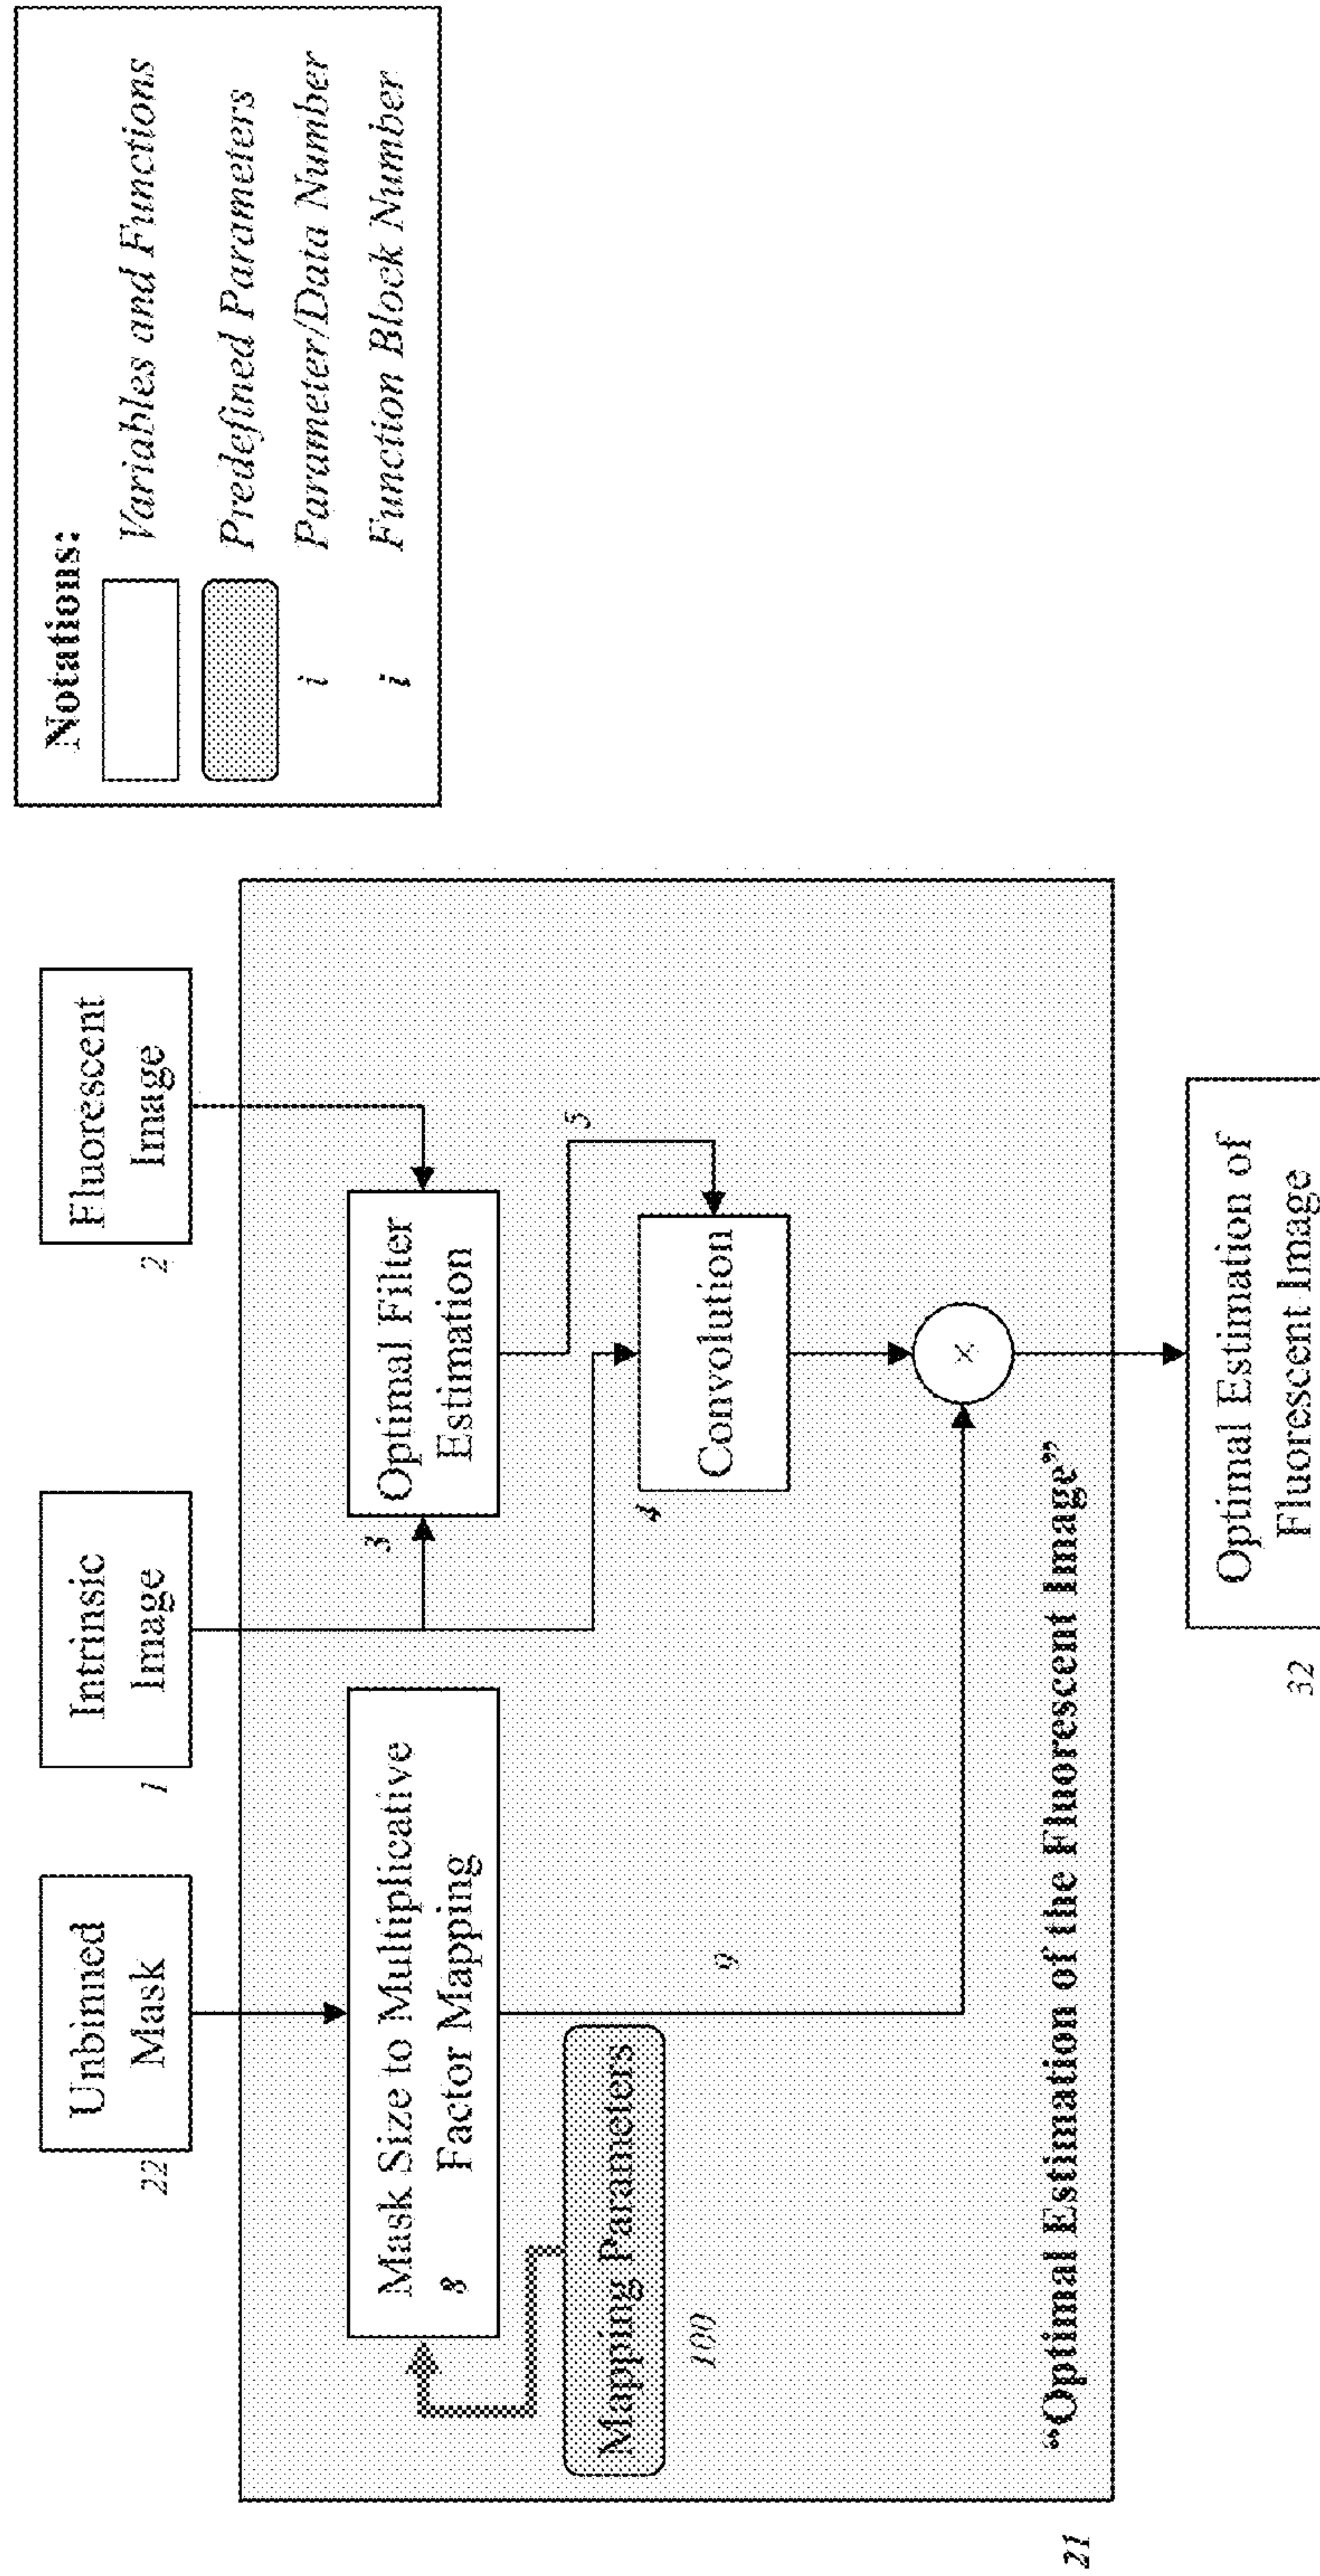 Unbinned
Mask
22
Intrinsic
Image
1
Fluorescent
Image
2
Notations:
Variables and Functions
Predefined Parameters
i Parameter/Data Number
i Function Block Number
Mask Size to Multiplicative
Factor Mapping
8
Optimal Filter
Estimation
3
Mapping Parameters
100
9
5
Convolution
4
×
"Optimal Estimation of the Fluorescent Image"
21
Optimal Estimation of
Fluorescent Image
32